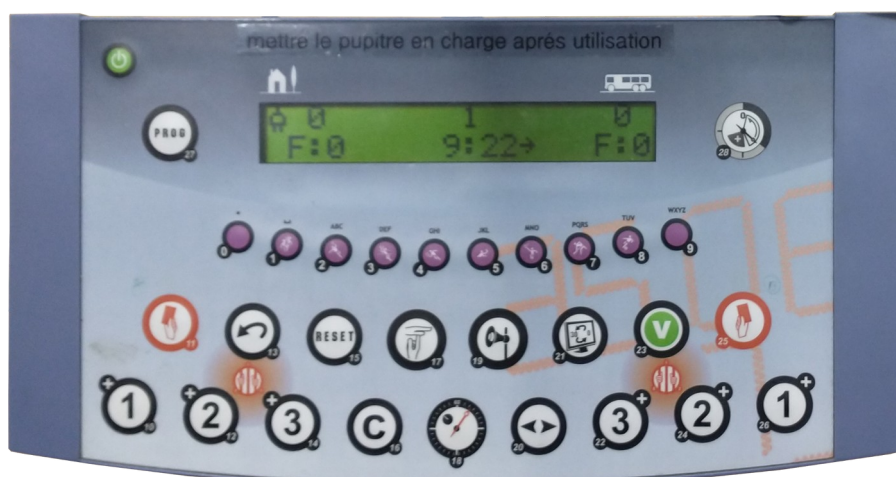 mettre le pupitre en charge aprés utilisation
0 1 0
F:0 9:22→ F:0
PROG
27
28
ABC DEF GHI JKL MNO PQRS TUV WXYZ
0 1 2 3 4 5 6 7 8 9
11
13
RESET
15
17
19
21
V
23
25
+1
10
+2
12
+3
14
C
16
18
20
3+
22
2+
24
1+
26